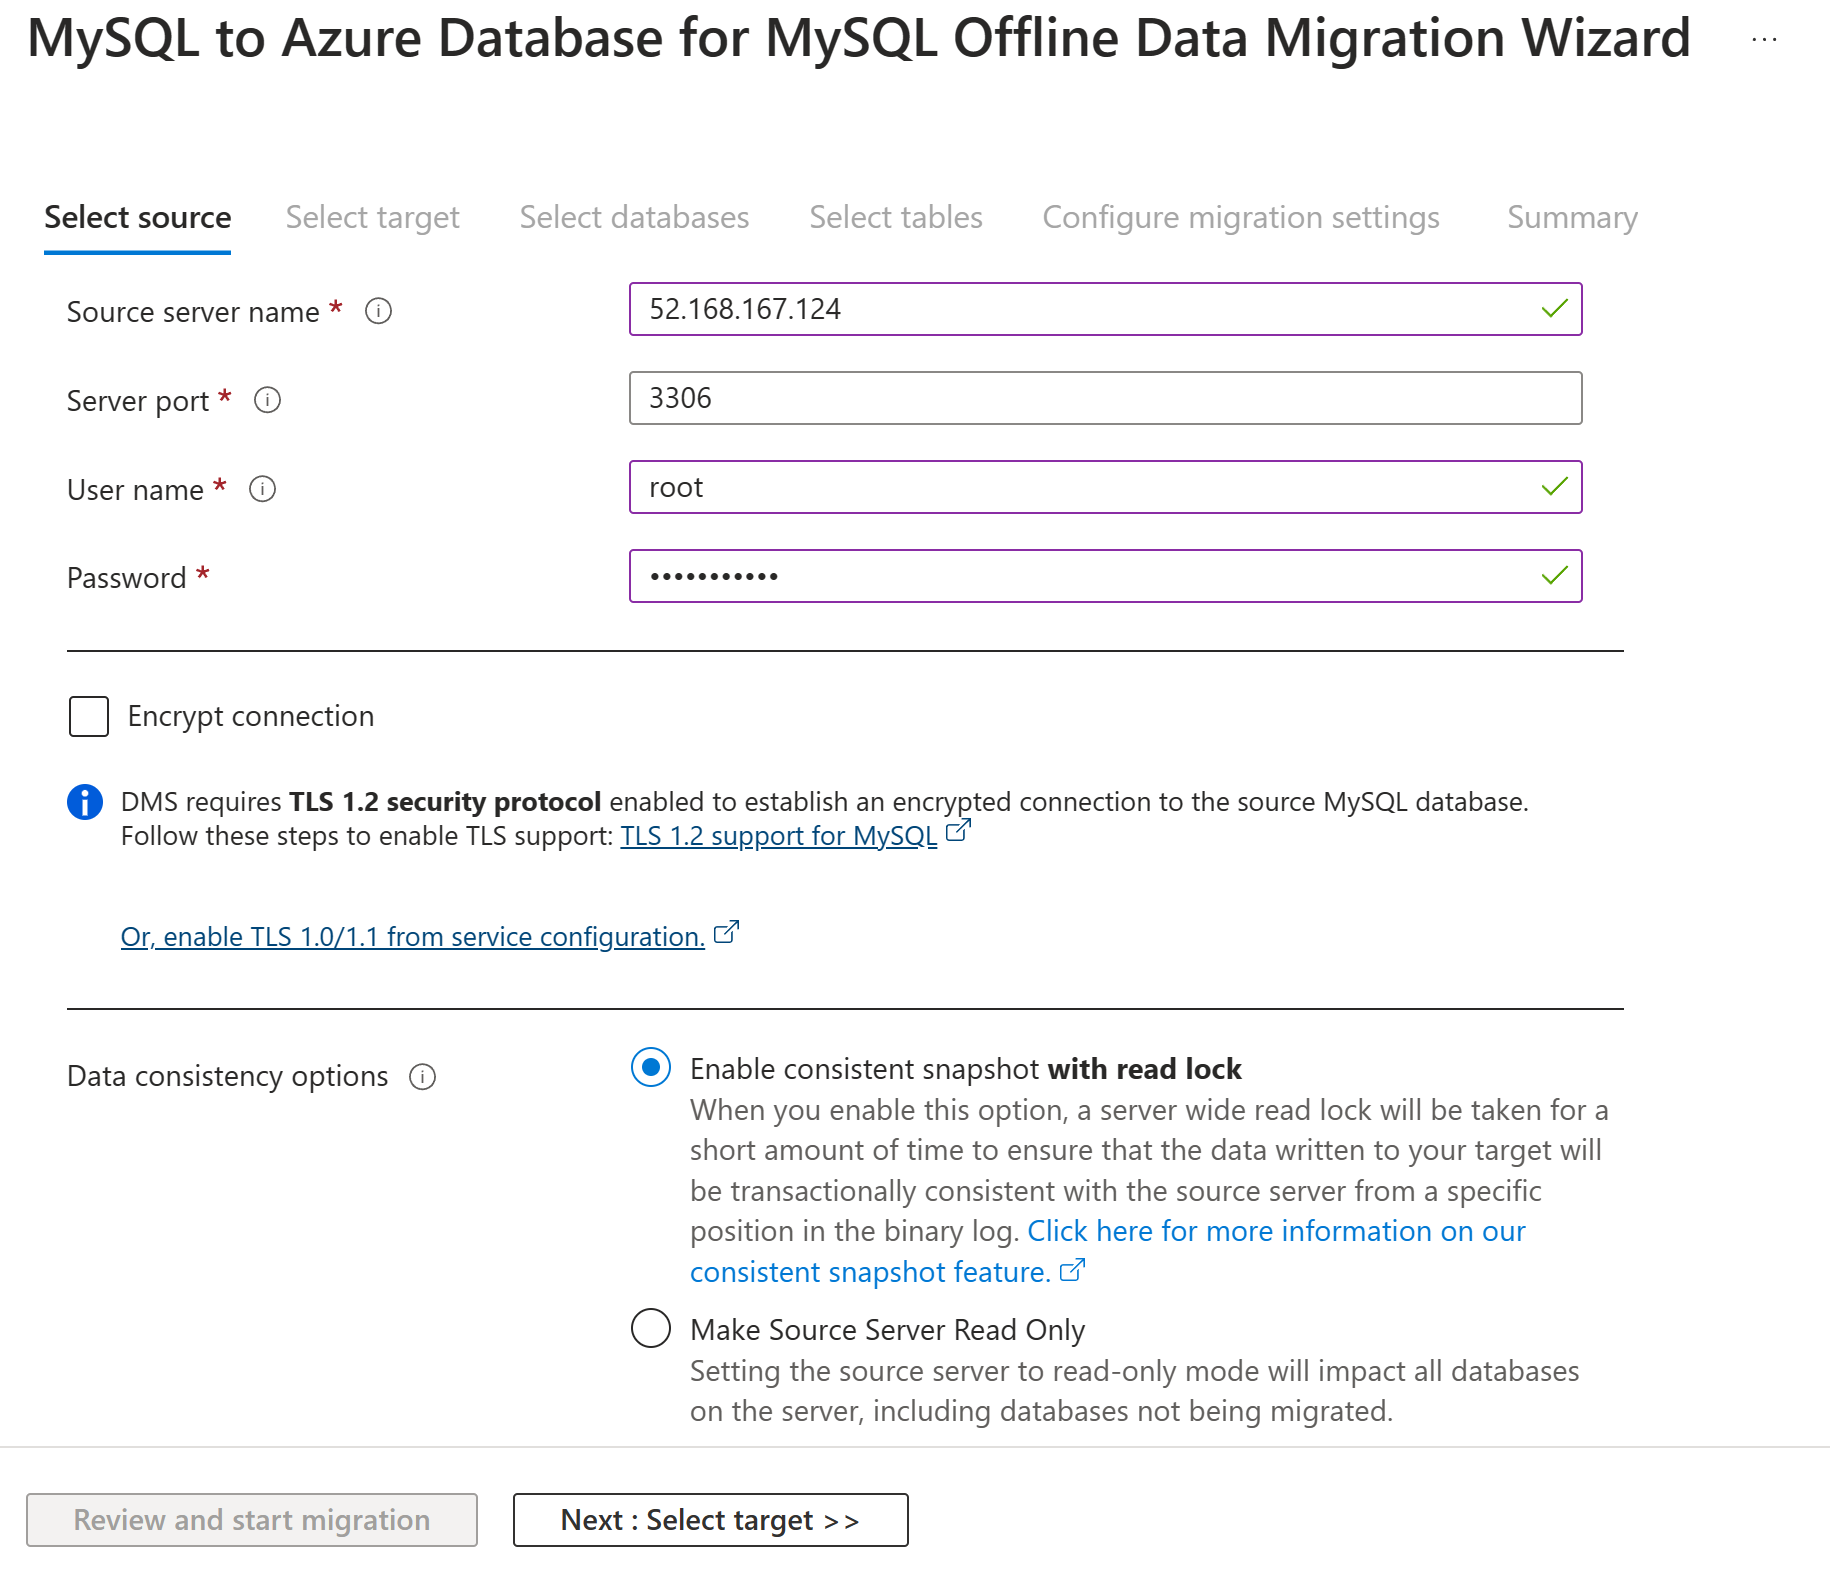 MySQL to Azure Database for MySQL Offline Data Migration Wizard ...
Select source Select target Select databases Select tables Configure migration settings Summary
Source server name * 52.168.167.124
Server port * 3306
User name * root
Password * •••••••••••
Encrypt connection
DMS requires TLS 1.2 security protocol enabled to establish an encrypted connection to the source MySQL database.
Follow these steps to enable TLS support: TLS 1.2 support for MySQL
Or, enable TLS 1.0/1.1 from service configuration.
Data consistency options
Enable consistent snapshot with read lock
When you enable this option, a server wide read lock will be taken for a
short amount of time to ensure that the data written to your target will
be transactionally consistent with the source server from a specific
position in the binary log. Click here for more information on our
consistent snapshot feature.
Make Source Server Read Only
Setting the source server to read-only mode will impact all databases
on the server, including databases not being migrated.
Review and start migration Next : Select target >>